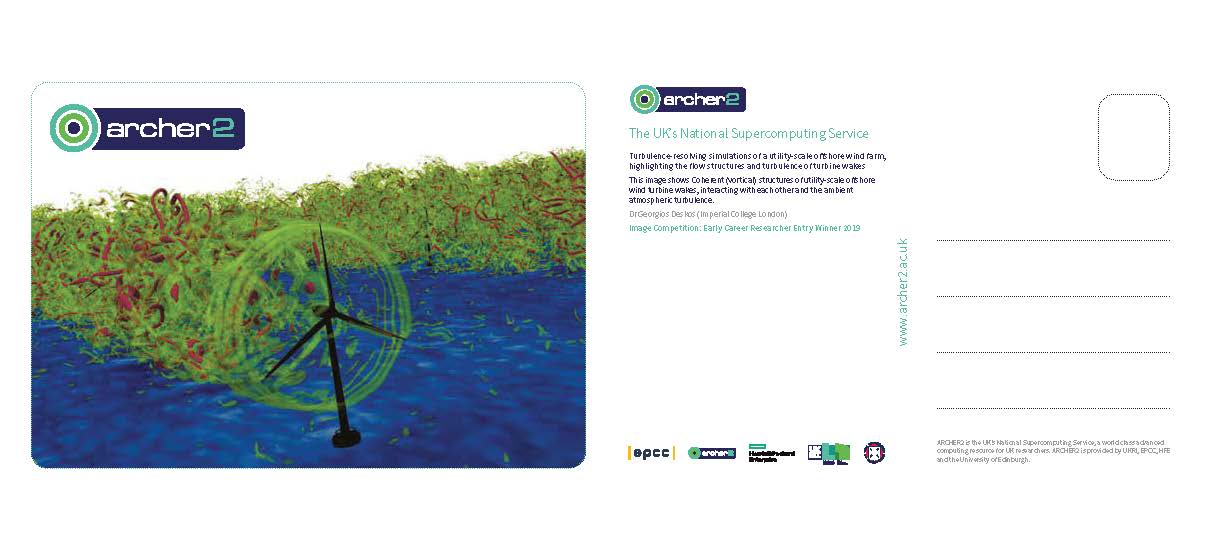 archer2
archer2
The UK's National Supercomputing Service
Turbulence-resolving simulations of a utility-scale offshore wind farm,
highlighting the flow structures and turbulence of turbine wakes
This image shows Coherent (vortical) structures of utility-scale offshore
wind turbine wakes, interacting with each other and the ambient
atmospheric turbulence.
Dr Georgios Deskos (Imperial College London)
Image Competition: Early Career Researcher Entry Winner 2019
www.archer2.ac.uk
epcc
archer2
Hewlett Packard
Enterprise
ARCHER2 is the UK's National Supercomputing Service, a world class advanced
computing resource for UK researchers. ARCHER2 is provided by UKRI, EPCC, HPE
and the University of Edinburgh.